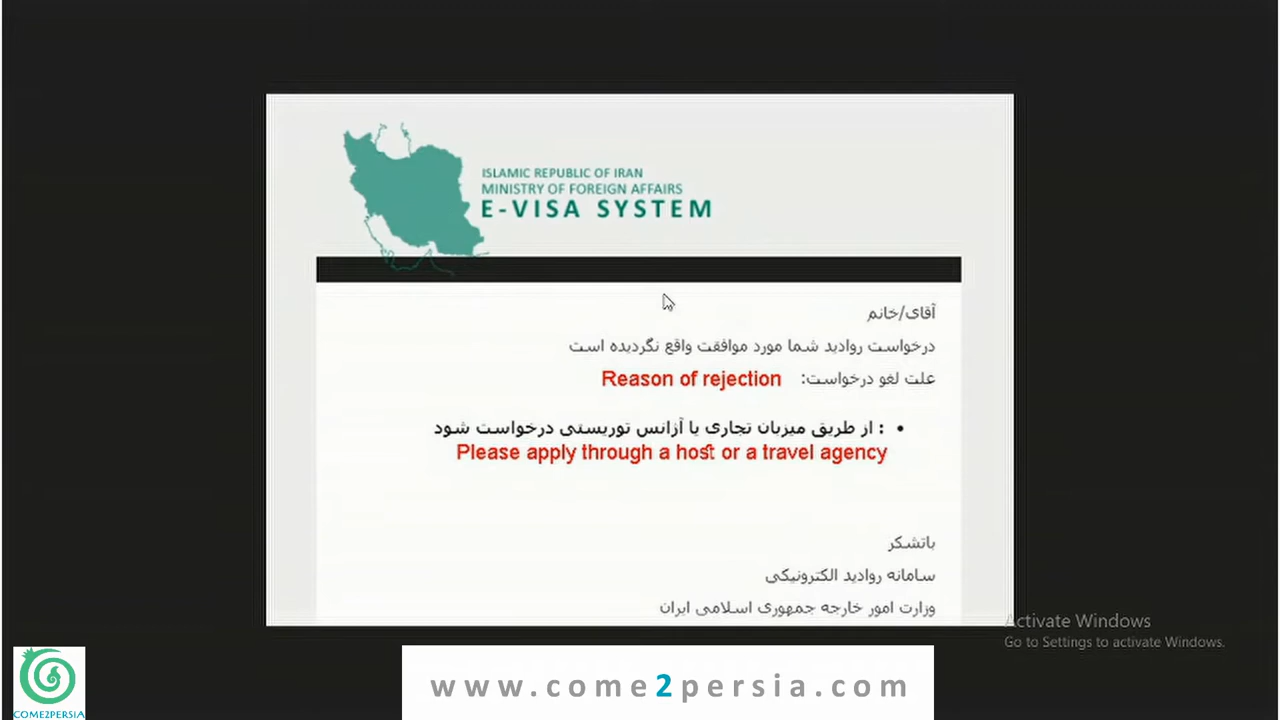 ISLAMIC REPUBLIC OF IRAN
MINISTRY OF FOREIGN AFFAIRS
E-VISA SYSTEM
آقای/خانم
درخواست روادید شما مورد موافقت واقع نگردیده است
علت لغو درخواست: Reason of rejection
• : از طریق میزبان تجاری یا آژانس توریستی درخواست شود
Please apply through a host or a travel agency
باتشکر
سامانه روادید الکترونیکی
وزارت امور خارجه جمهوری اسلامی ایران
Activate Windows
Go to Settings to activate Windows.
COME2PERSIA
www.come2persia.com